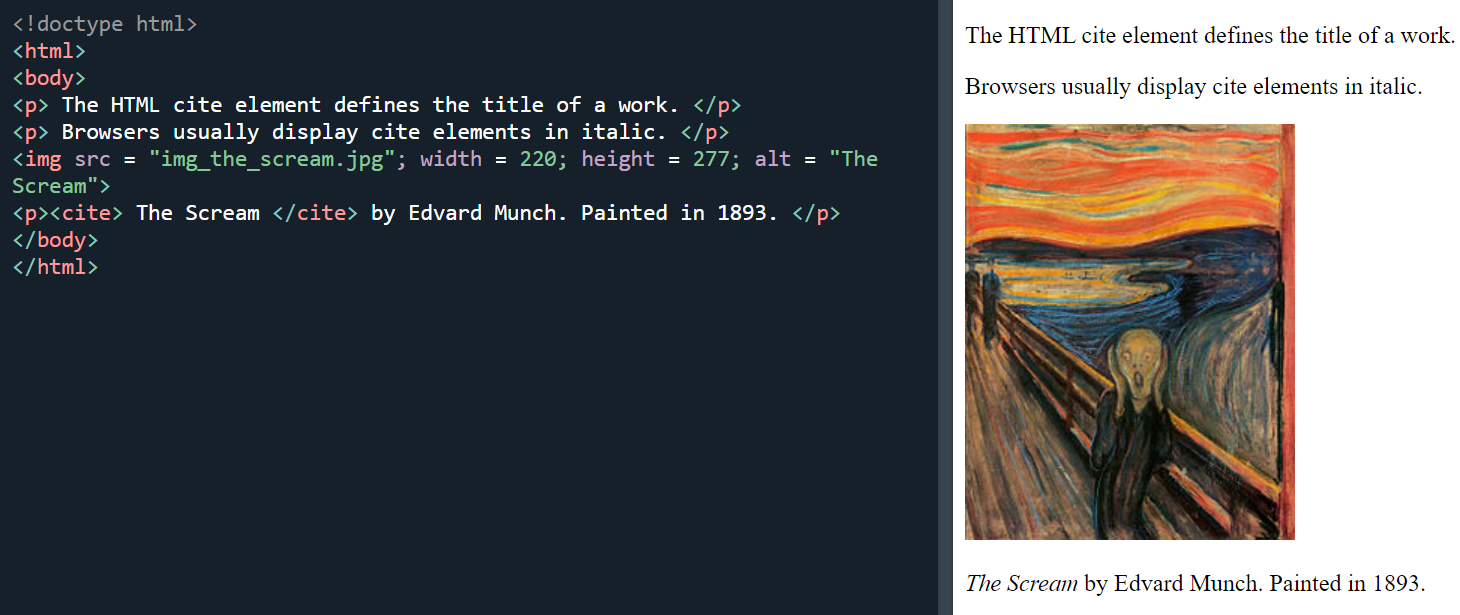 <!doctype html>
<html>
<body>
<p> The HTML cite element defines the title of a work. </p>
<p> Browsers usually display cite elements in italic. </p>
<img src = "img_the_scream.jpg"; width = 220; height = 277; alt = "The
Scream">
<p><cite> The Scream </cite> by Edvard Munch. Painted in 1893. </p>
</body>
</html>
The HTML cite element defines the title of a work.
Browsers usually display cite elements in italic.
The Scream by Edvard Munch. Painted in 1893.